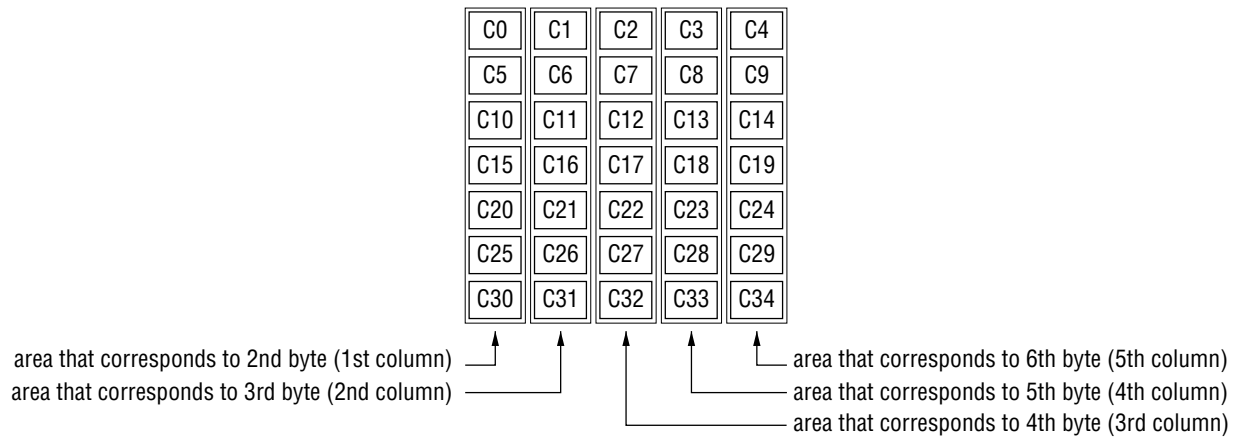 C0 C1 C2 C3 C4
C5 C6 C7 C8 C9
C10 C11 C12 C13 C14
C15 C16 C17 C18 C19
C20 C21 C22 C23 C24
C25 C26 C27 C28 C29
C30 C31 C32 C33 C34
area that corresponds to 2nd byte (1st column)
area that corresponds to 3rd byte (2nd column)
area that corresponds to 6th byte (5th column)
area that corresponds to 5th byte (4th column)
area that corresponds to 4th byte (3rd column)